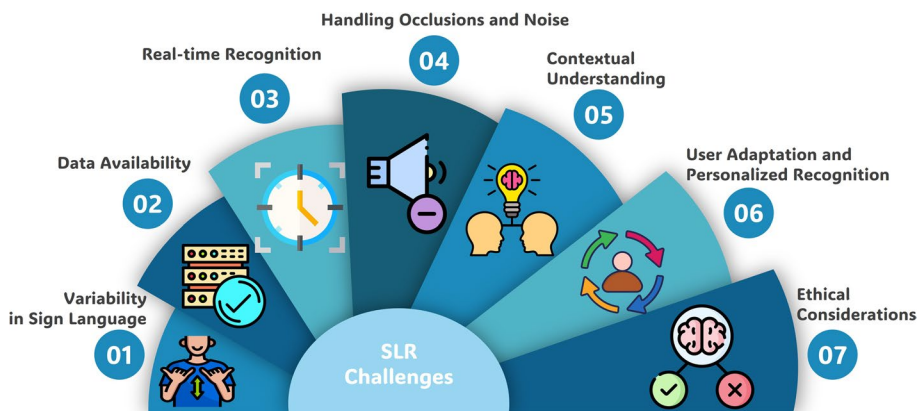 Variability
in Sign Language
01
Data Availability
02
Real-time Recognition
03
Handling Occlusions and Noise
04
Contextual
Understanding
05
User Adaptation and
Personalized Recognition
06
Ethical
Considerations
07
SLR
Challenges